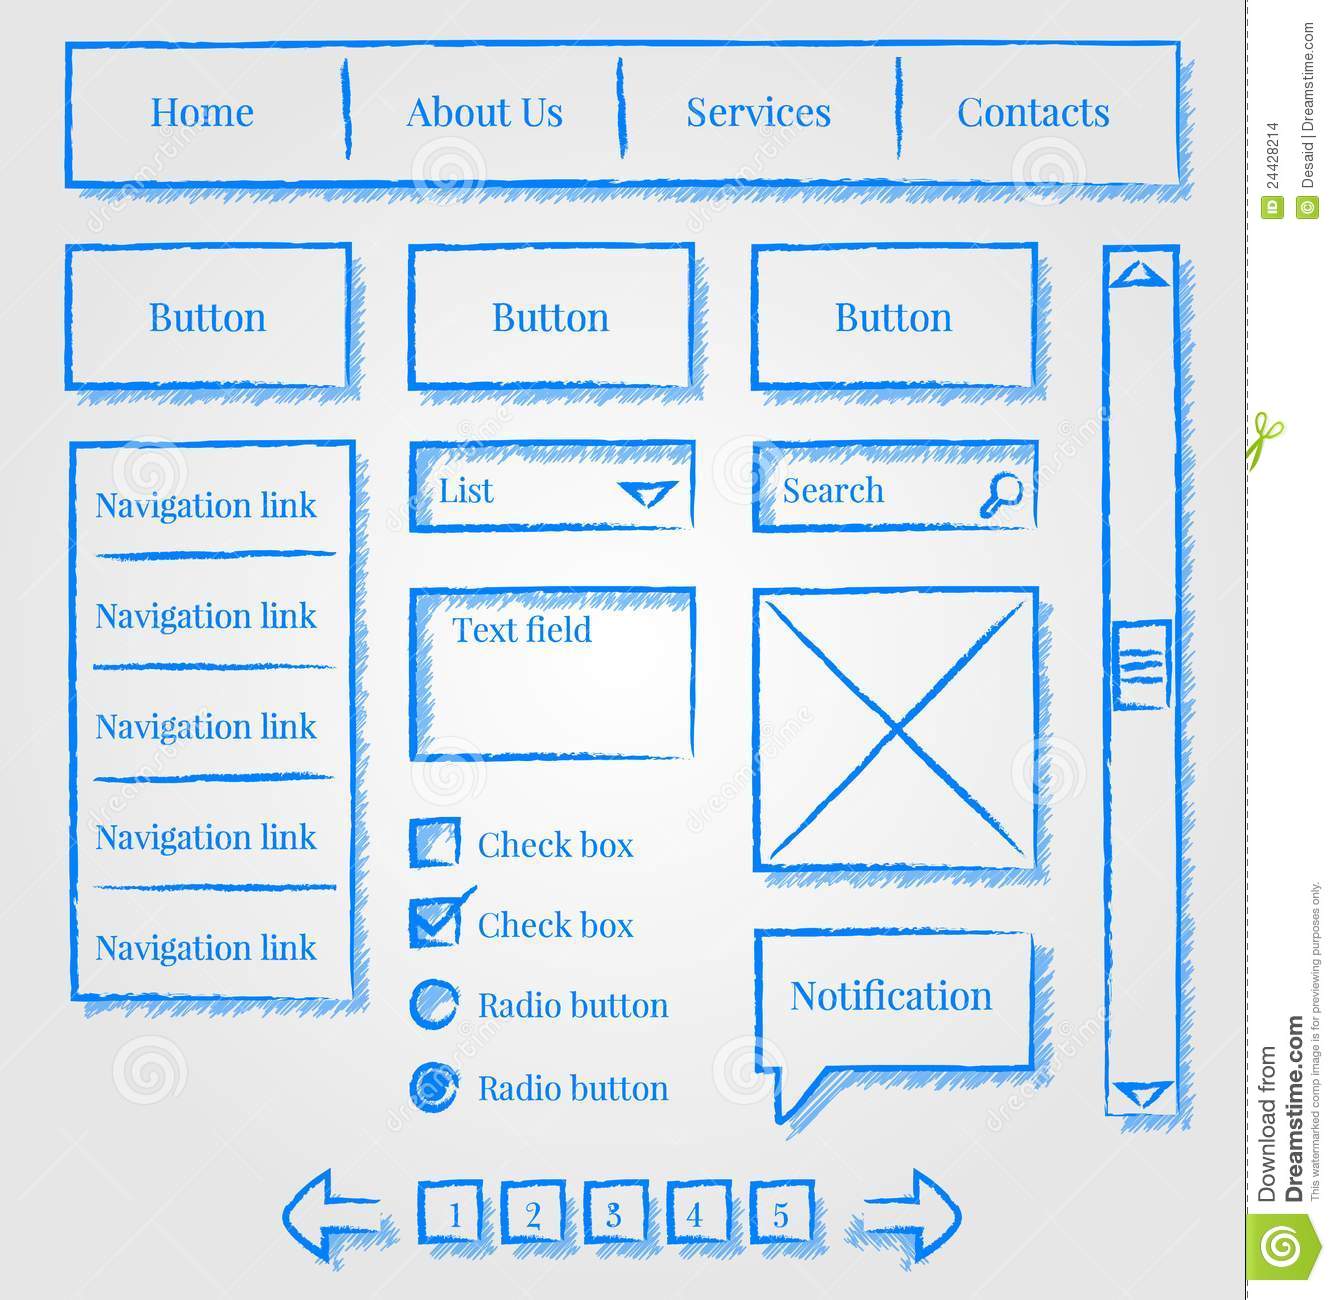 Home About Us Services Contacts
Button Button Button
Navigation link
Navigation link
Navigation link
Navigation link
Navigation link
List
Search
Text field
Check box
Check box
Radio button
Radio button
Notification
1 2 3 4 5
ID 24428214
© Desaid | Dreamstime.com
Download from
Dreamstime.com
This watermarked comp image is for previewing purposes only.